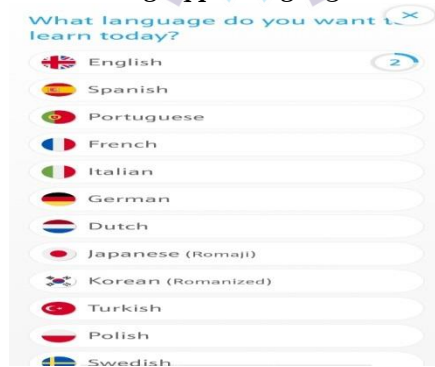 What language do you want t
learn today?
English
2
Spanish
Portuguese
French
Italian
German
Dutch
Japanese (Romaji)
Korean (Romanized)
Turkish
Polish
Swedish